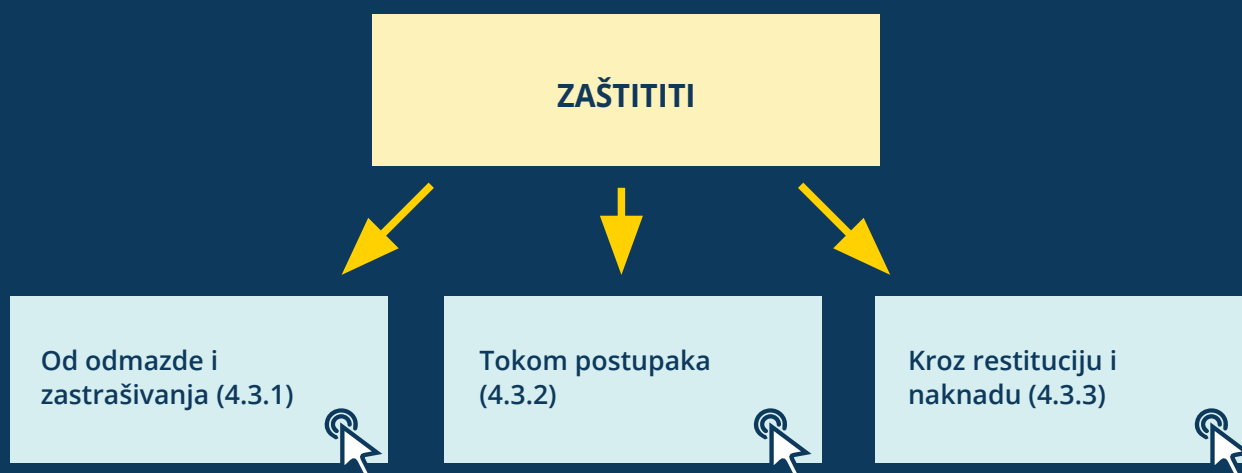 ZAŠTITITI
Od odmazde i
zastrašivanja (4.3.1)
Tokom postupaka
(4.3.2)
Kroz restituciju i
naknadu (4.3.3)